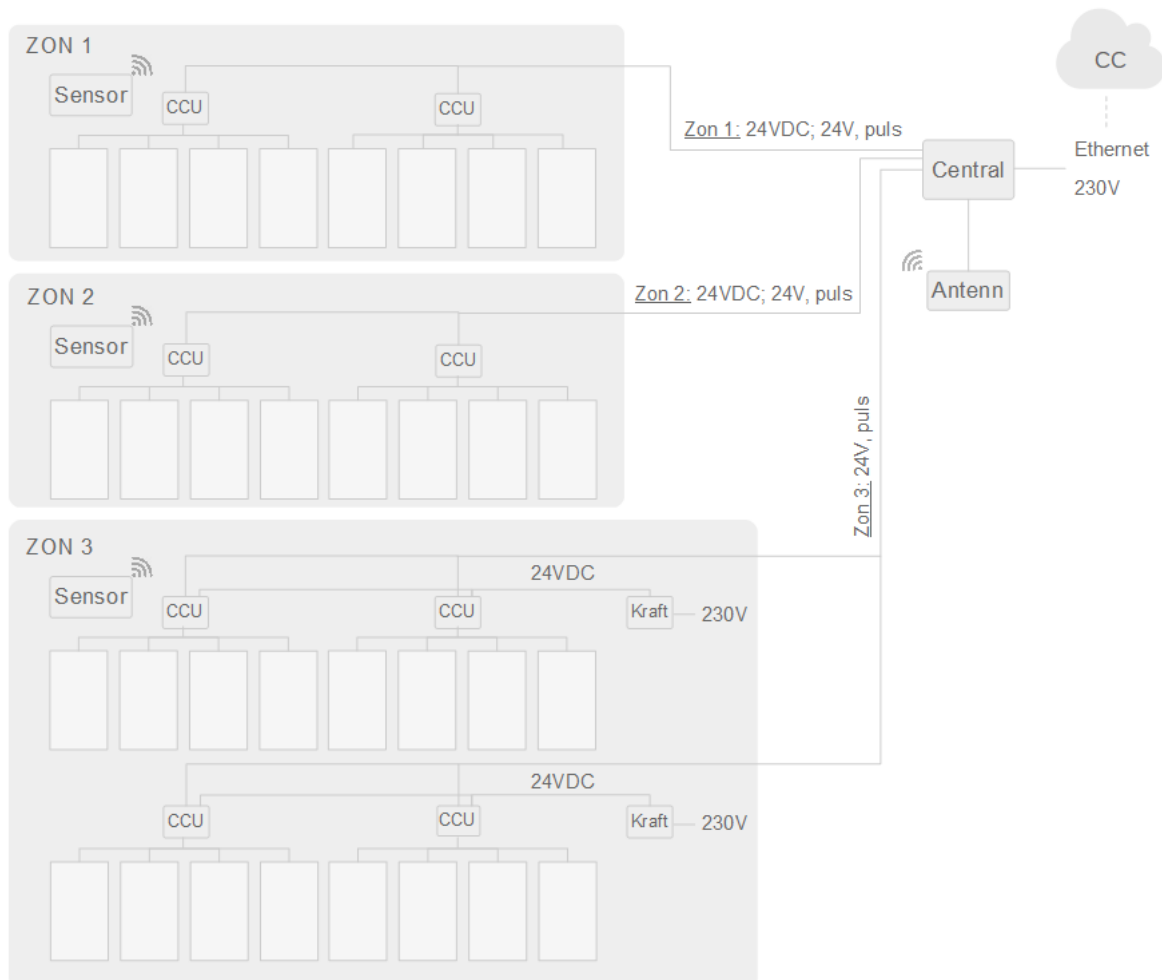 ZON 1
Sensor
CCU
CCU
Zon 1: 24VDC; 24V, puls
CC
Ethernet
230V
Central
Antenn
ZON 2
Sensor
CCU
CCU
Zon 2: 24VDC; 24V, puls
Zon 3: 24V, puls
ZON 3
Sensor
CCU
CCU
24VDC
Kraft
230V
CCU
CCU
24VDC
Kraft
230V